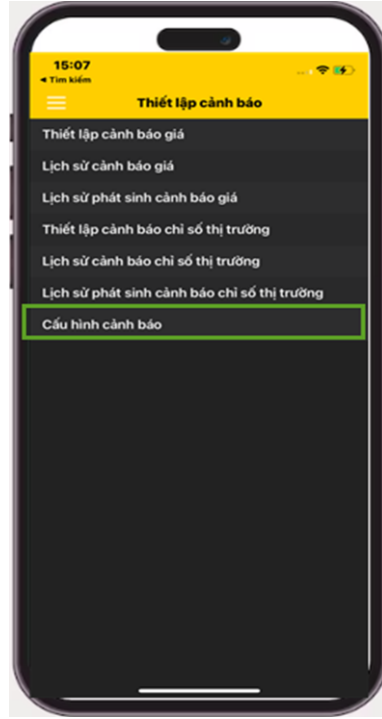 15:07
◄ Tìm kiếm
Thiết lập cảnh báo
Thiết lập cảnh báo giá
Lịch sử cảnh báo giá
Lịch sử phát sinh cảnh báo giá
Thiết lập cảnh báo chỉ số thị trường
Lịch sử cảnh báo chỉ số thị trường
Lịch sử phát sinh cảnh báo chỉ số thị trường
Cấu hình cảnh báo